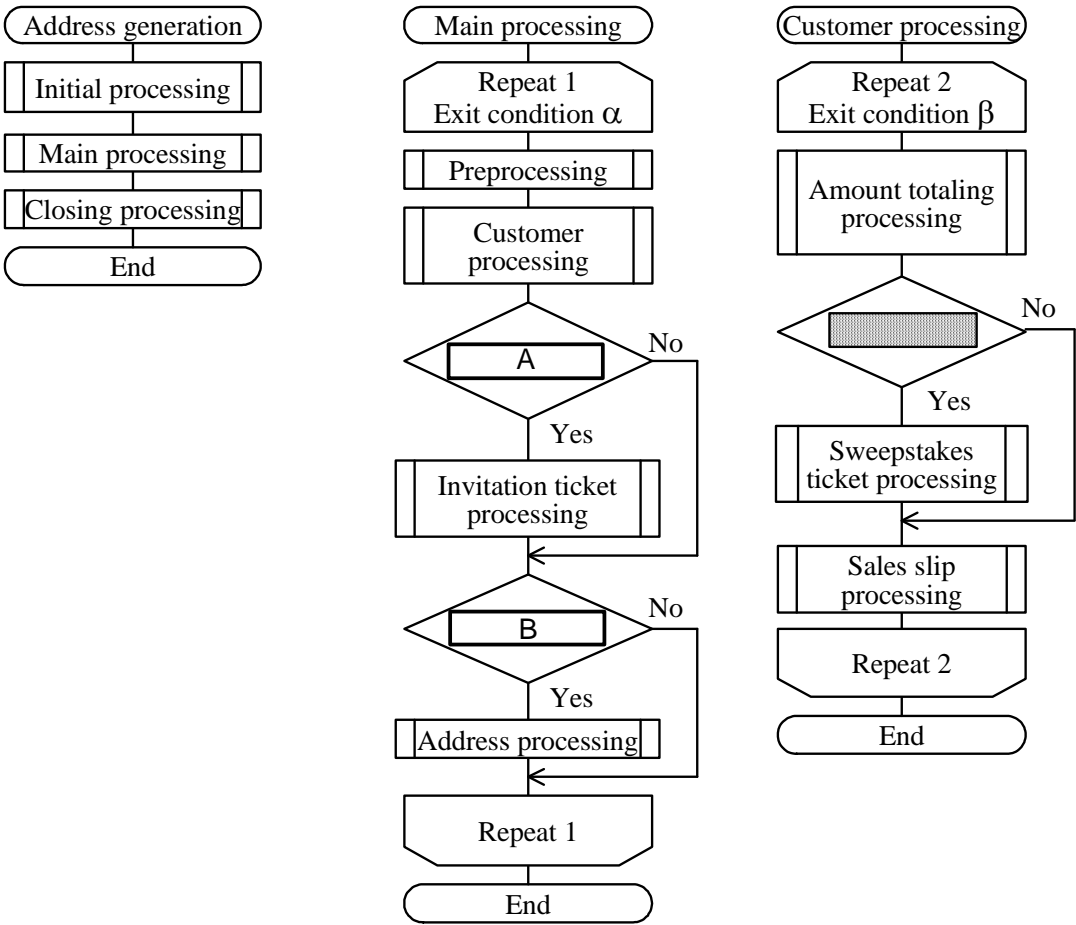 Address generation
Initial processing
Main processing
Closing processing
End
Main processing
Repeat 1
Exit condition α
Preprocessing
Customer
processing
A
No
Yes
Invitation ticket
processing
B
No
Yes
Address processing
Repeat 1
End
Customer processing
Repeat 2
Exit condition β
Amount totaling
processing
No
Yes
Sweepstakes
ticket processing
Sales slip
processing
Repeat 2
End